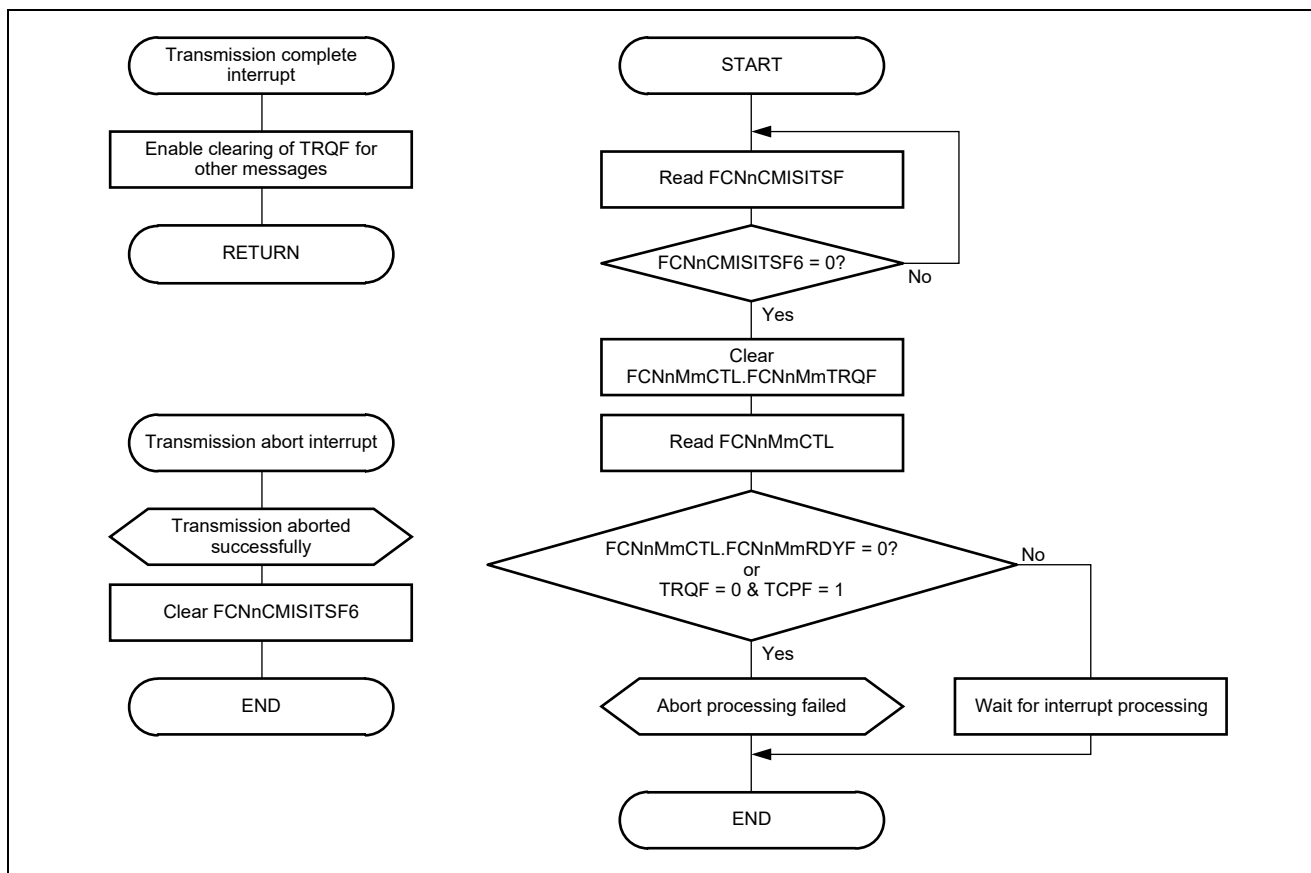 Transmission complete
interrupt
Enable clearing of TRQF for
other messages
RETURN
Transmission abort interrupt
Transmission aborted
successfully
Clear FCNnCMISITSF6
END
START
Read FCNnCMISITSF
FCNnCMISITSF6 = 0?
No
Yes
Clear
FCNnMmCTL.FCNnMmTRQF
Read FCNnMmCTL
FCNnMmCTL.FCNnMmRDYF = 0?
or
TRQF = 0 & TCPF = 1
No
Yes
Abort processing failed
Wait for interrupt processing
END